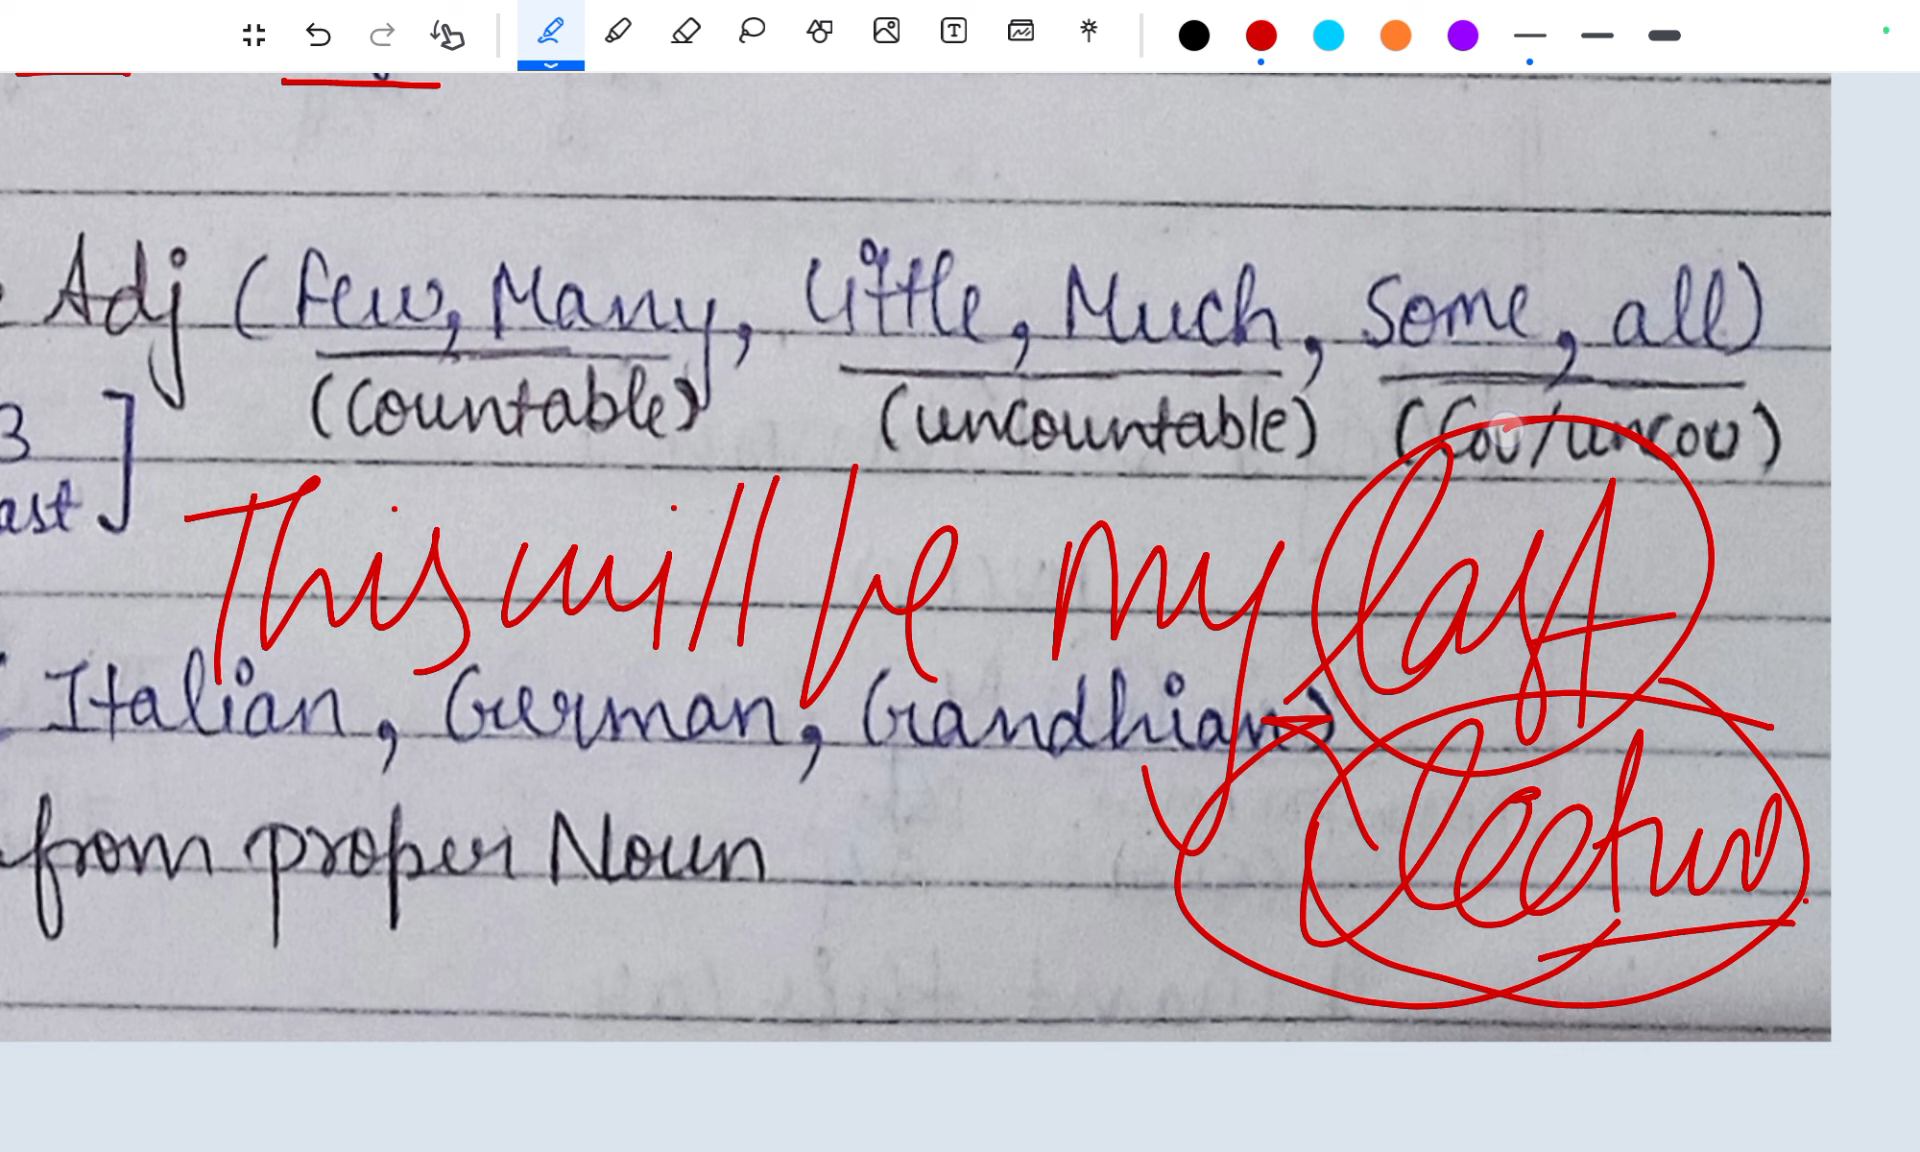 Adj (few, Many, little, Much, some, all)
(countable) (uncountable) (Cou/uncou)
3 ]
ast
This will be my last
Italian, German, Gandhian)
lecture
from proper Noun